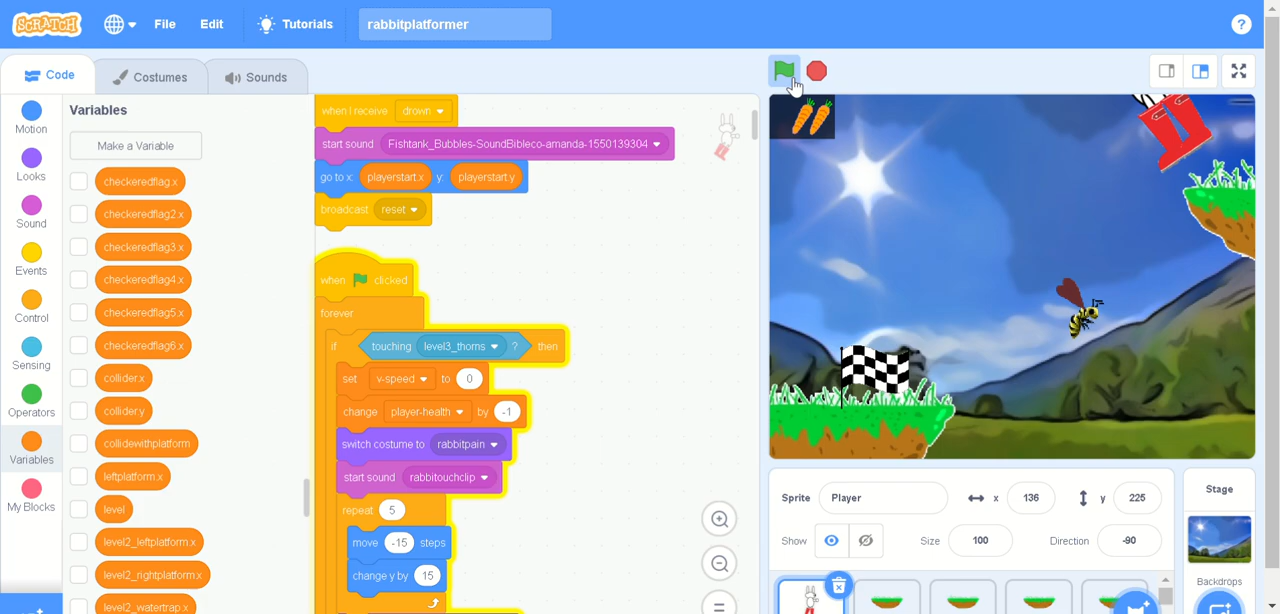 SCRATCH File Edit Tutorials rabbitplatformer ?
Code Costumes Sounds
Motion
Looks
Sound
Events
Control
Sensing
Operators
Variables
My Blocks
Variables
Make a Variable
checkeredflag.x
checkeredflag2.x
checkeredflag3.x
checkeredflag4.x
checkeredflag5.x
checkeredflag6.x
collider.x
collider.y
collidewithplatform
leftplatform.x
level
level2_leftplatform.x
level2_rightplatform.x
level2_watertrap.x
when I receive drown
start sound Fishtank_Bubbles-SoundBibleco-amanda-1550139304
go to x: playerstart.x y: playerstart.y
broadcast reset
when clicked
forever
if touching level3_thorns ? then
set v-speed to 0
change player-health by -1
switch costume to rabbitpain
start sound rabbitouchclip
repeat 5
move -15 steps
change y by 15
Sprite Player x 136 y 225
Show Size 100 Direction -90
Stage
Backdrops